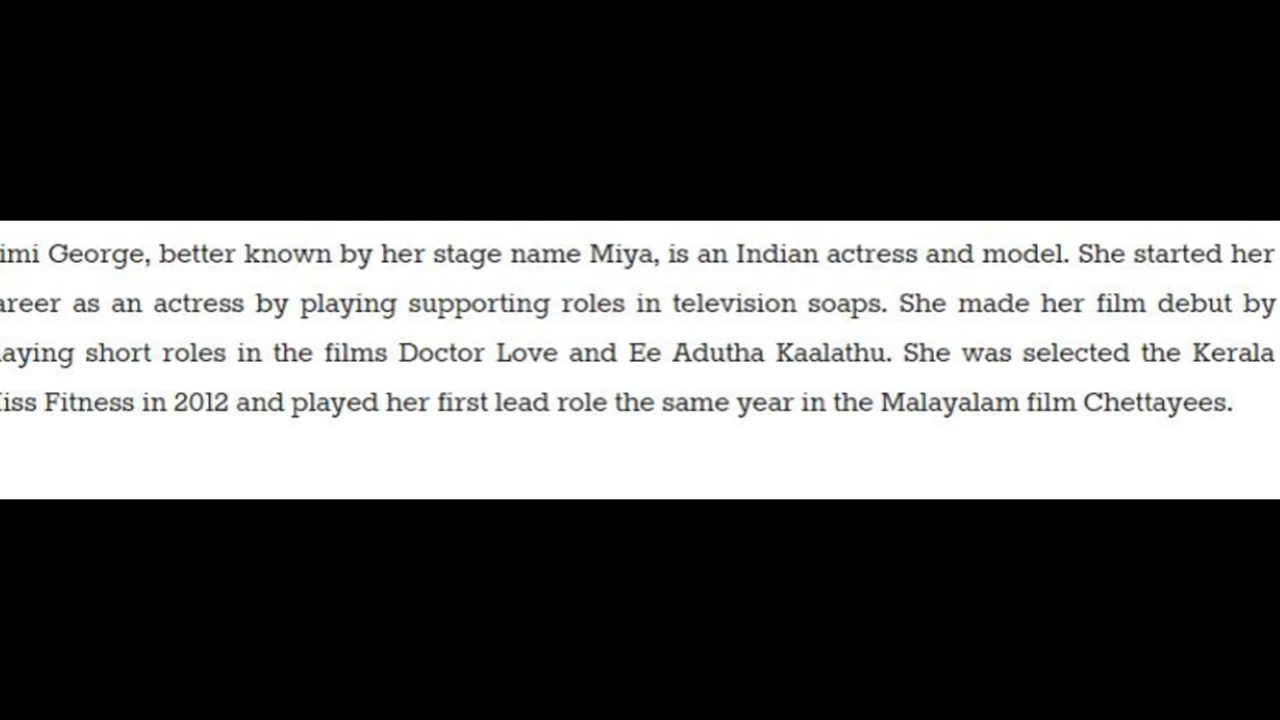 imi George, better known by her stage name Miya, is an Indian actress and model. She started her
areer as an actress by playing supporting roles in television soaps. She made her film debut by
laying short roles in the films Doctor Love and Ee Adutha Kaalathu. She was selected the Kerala
iss Fitness in 2012 and played her first lead role the same year in the Malayalam film Chettayees.